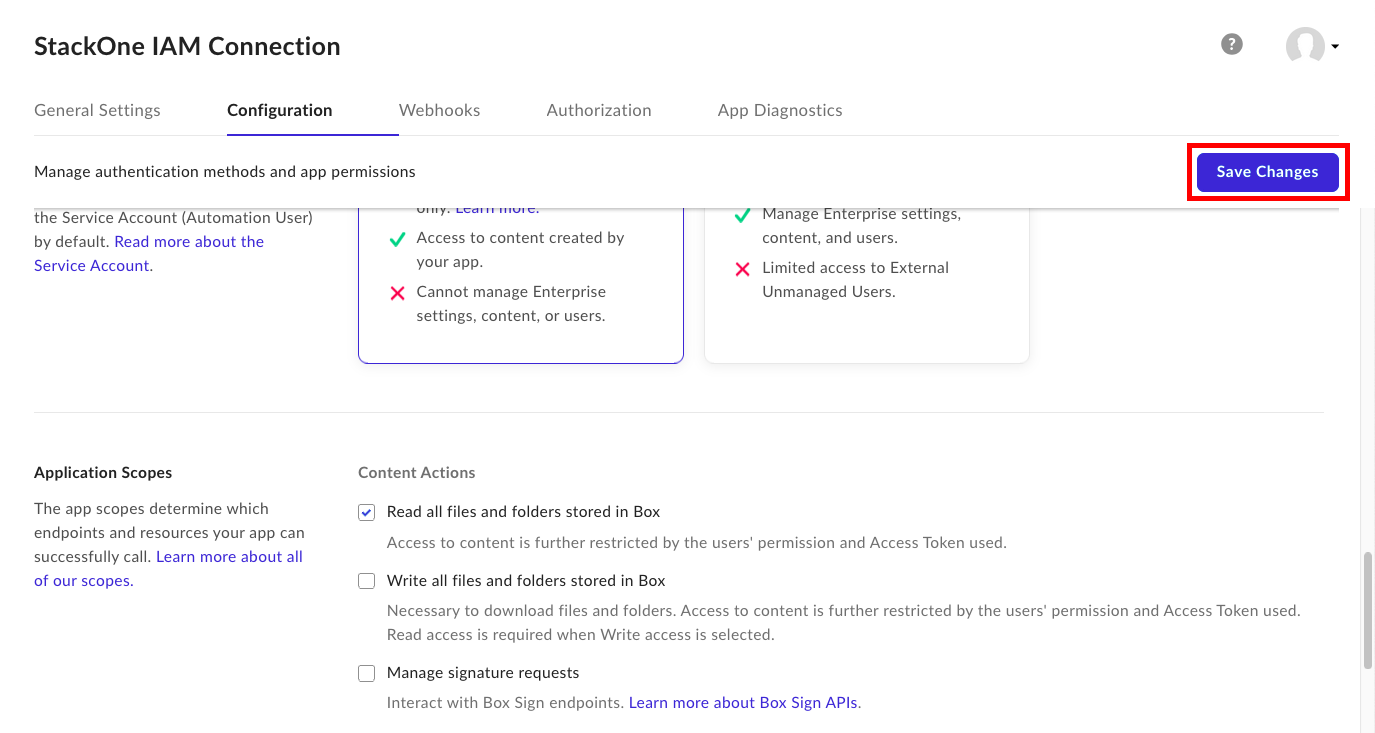 StackOne IAM Connection
?
General Settings
Configuration
Webhooks
Authorization
App Diagnostics
Manage authentication methods and app permissions
Save Changes
the Service Account (Automation User)
by default. Read more about the
Service Account.
only. Learn more.
Access to content created by
your app.
Cannot manage Enterprise
settings, content, or users.
Manage Enterprise settings,
content, and users.
Limited access to External
Unmanaged Users.
Application Scopes
The app scopes determine which
endpoints and resources your app can
successfully call. Learn more about all
of our scopes.
Content Actions
Read all files and folders stored in Box
Access to content is further restricted by the users' permission and Access Token used.
Write all files and folders stored in Box
Necessary to download files and folders. Access to content is further restricted by the users' permission and Access Token used.
Read access is required when Write access is selected.
Manage signature requests
Interact with Box Sign endpoints. Learn more about Box Sign APIs.